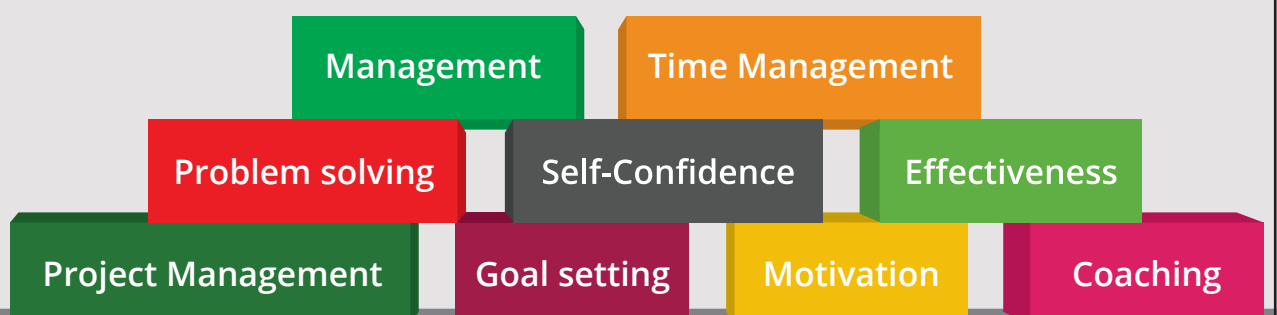 Management
Time Management
Problem solving
Self-Confidence
Effectiveness
Project Management
Goal setting
Motivation
Coaching